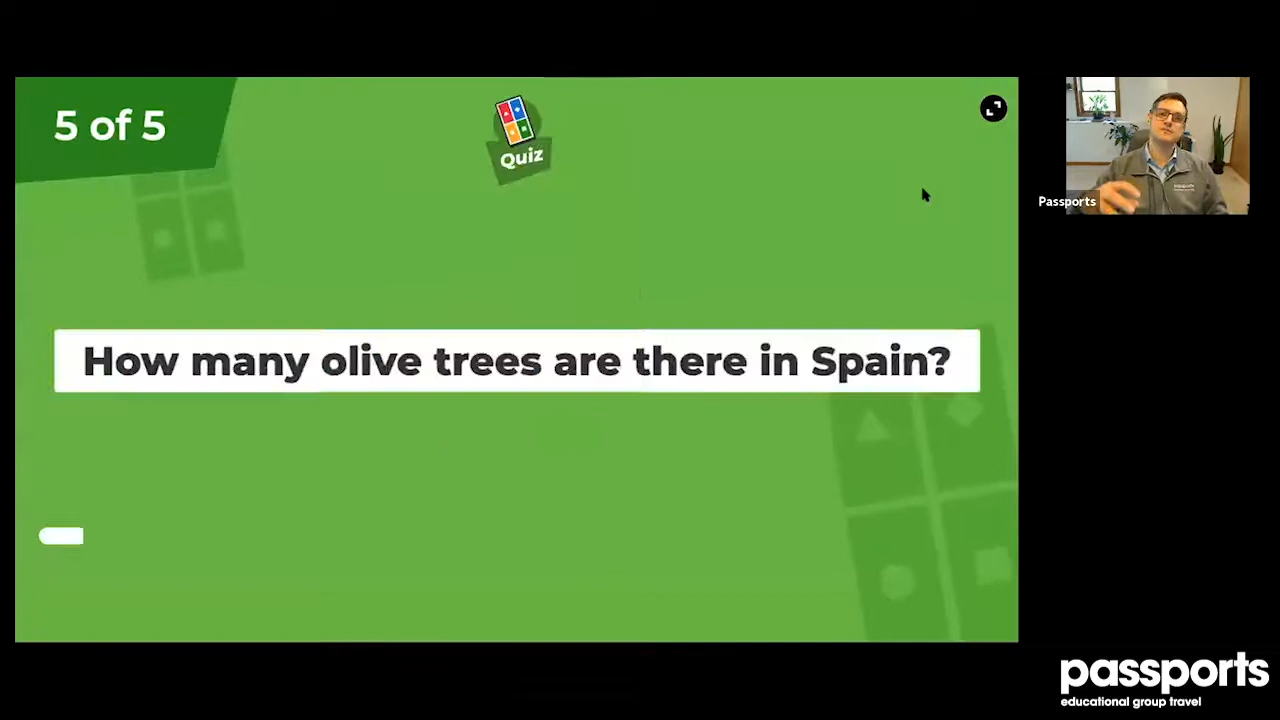 5 of 5
Quiz
How many olive trees are there in Spain?
Passports
passports
educational group travel